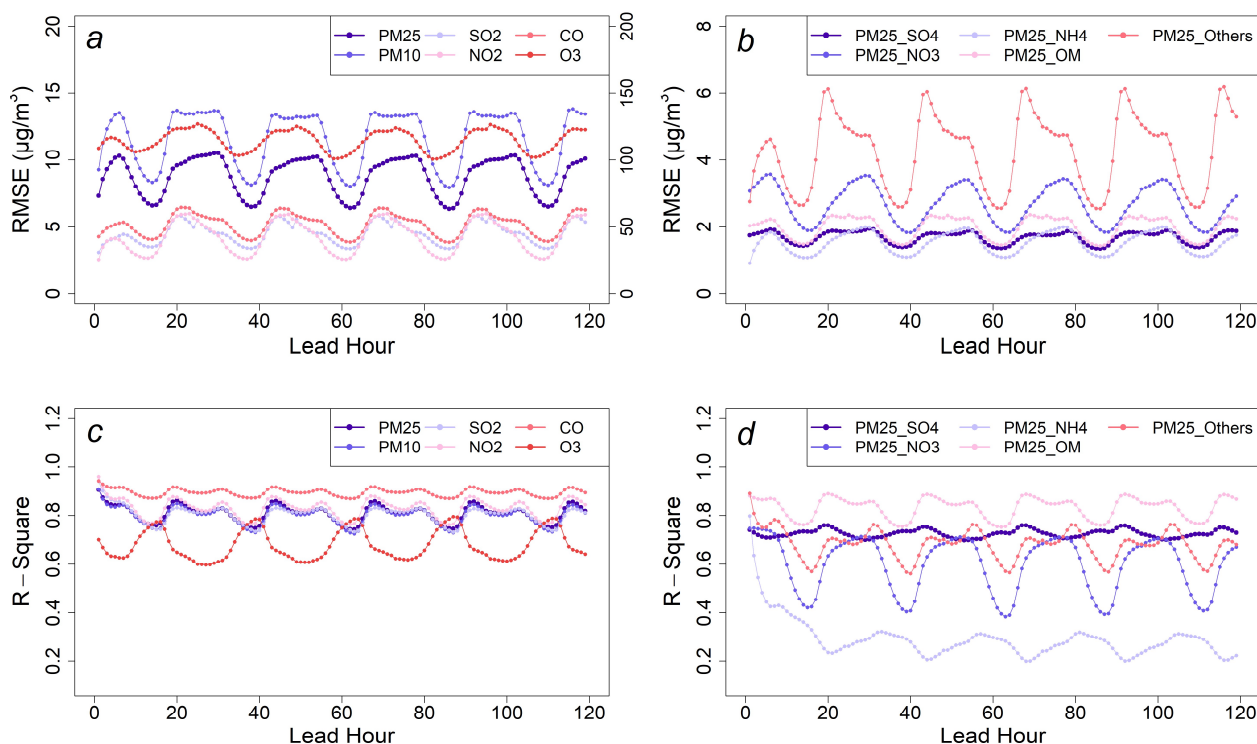 a
PM25 SO2 CO
PM10 NO2 O3
RMSE (μg/m³)
20
15
10
5
0
200
150
100
50
0
0 20 40 60 80 100 120
Lead Hour
b
PM25_SO4 PM25_NH4 PM25_Others
PM25_NO3 PM25_OM
RMSE (μg/m³)
8
6
4
2
0
0 20 40 60 80 100 120
Lead Hour
c
PM25 SO2 CO
PM10 NO2 O3
R−Square
1.2
1.0
0.8
0.6
0.4
0.2
0 20 40 60 80 100 120
Lead Hour
d
PM25_SO4 PM25_NH4 PM25_Others
PM25_NO3 PM25_OM
R−Square
1.2
1.0
0.8
0.6
0.4
0.2
0 20 40 60 80 100 120
Lead Hour